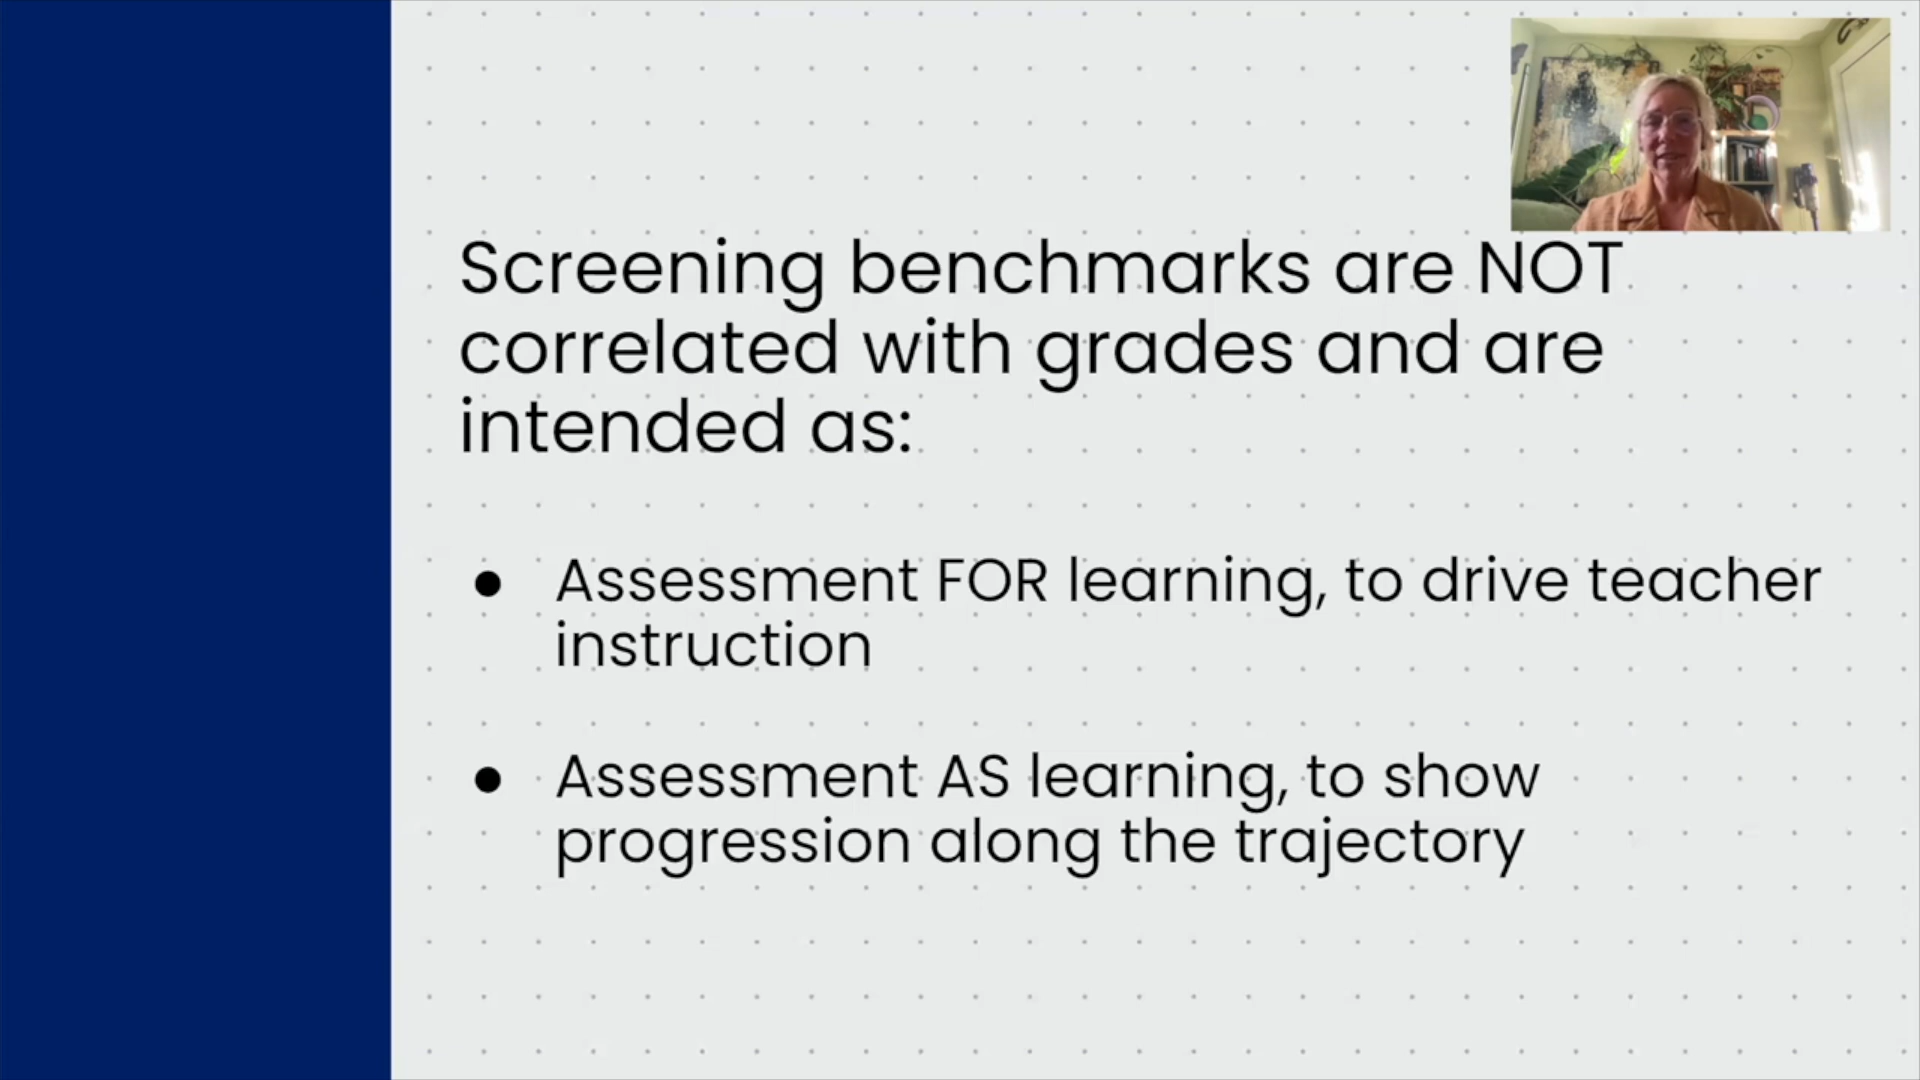 Screening benchmarks are NOT
correlated with grades and are
intended as:
● Assessment FOR learning, to drive teacher
instruction
● Assessment AS learning, to show
progression along the trajectory